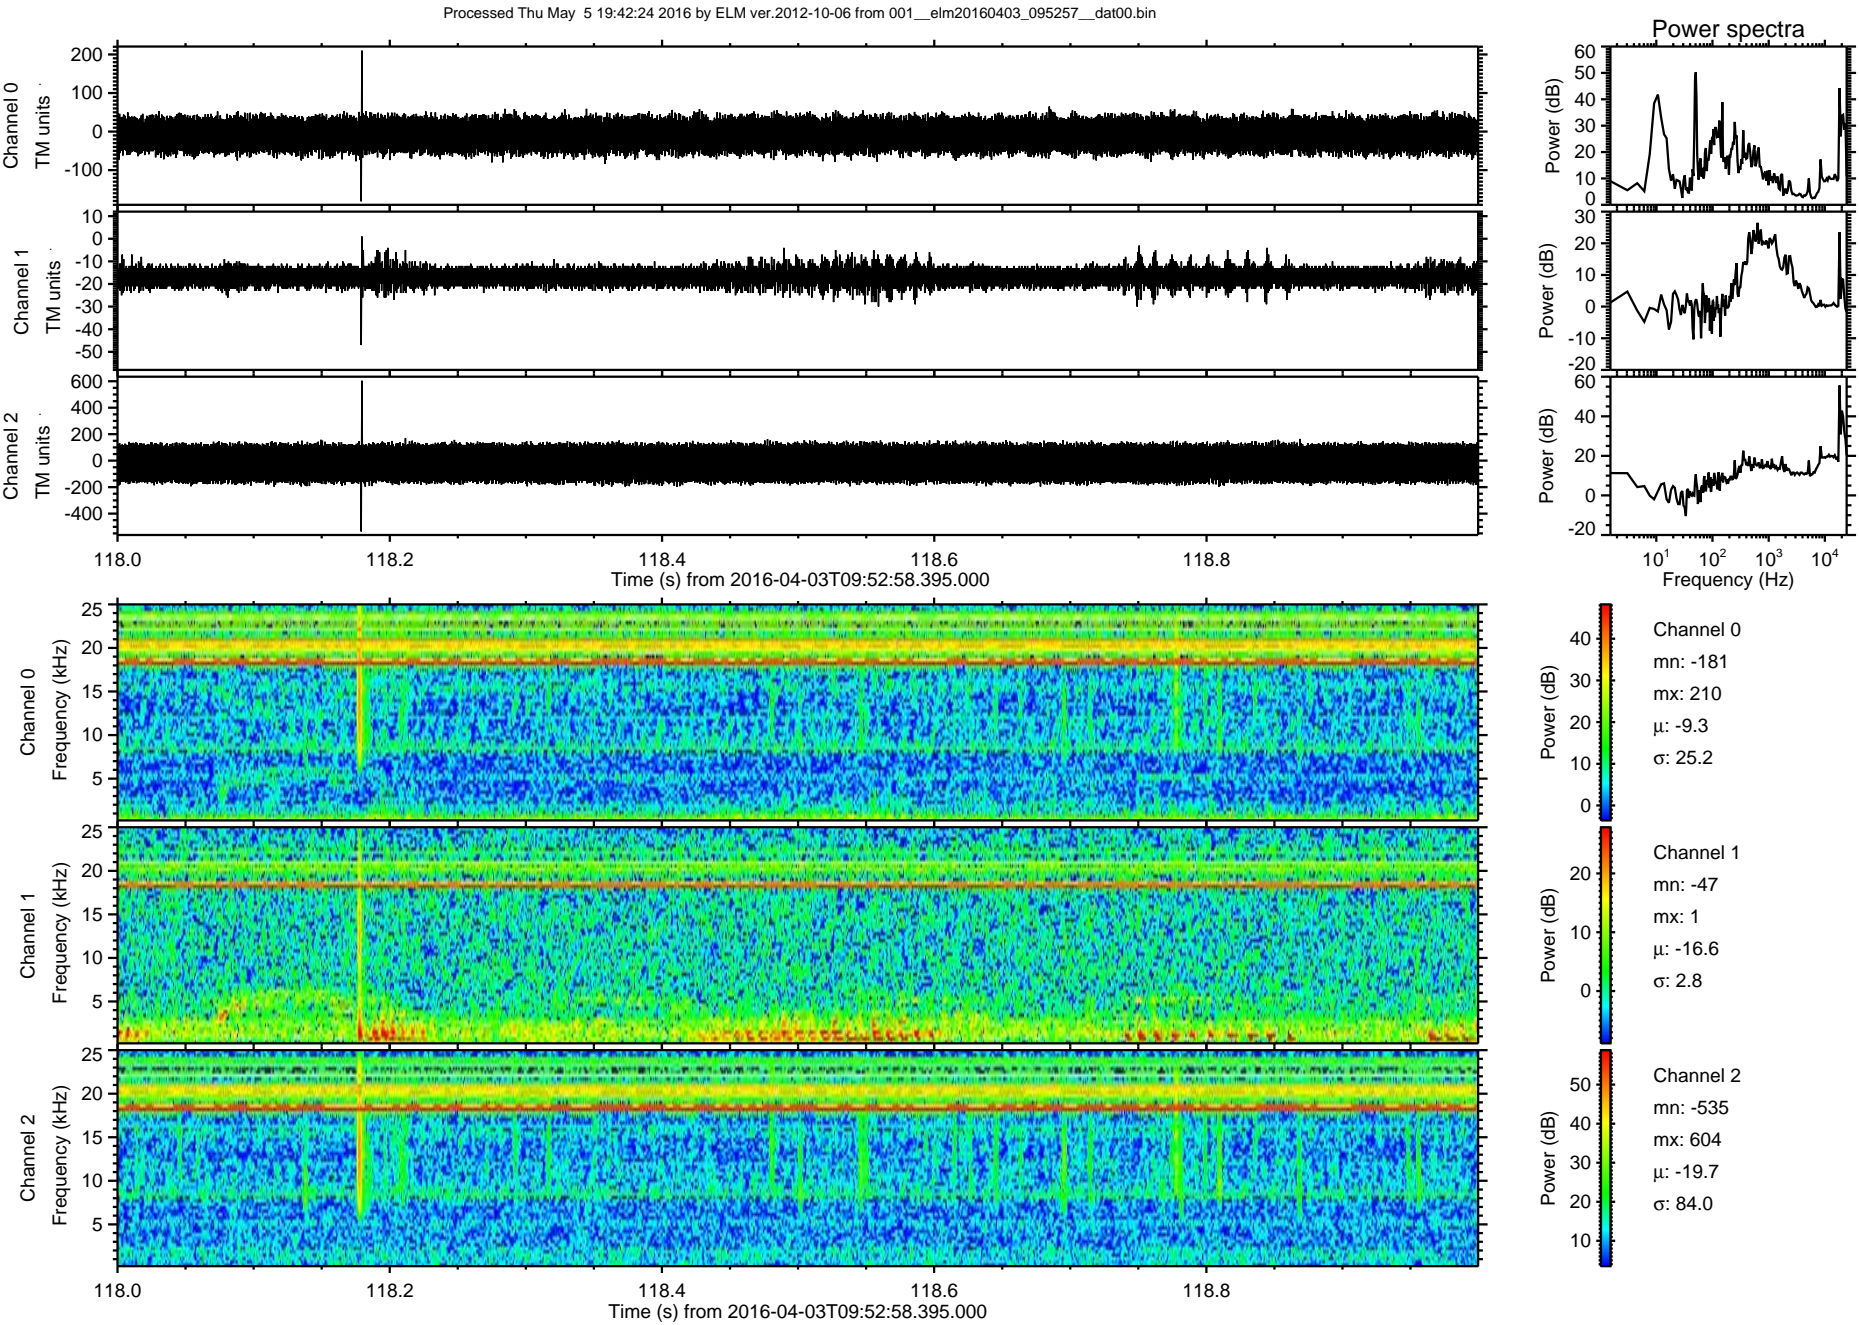 Processed Thu May  5 19:42:24 2016 by ELM ver.2012-10-06 from 001__elm20160403_095257__dat00.bin
Power spectra
Channel 0
TM units
200
100
0
-100
Power (dB)
60
50
40
30
20
10
0
Channel 1
TM units
10
0
-10
-20
-30
-40
-50
Power (dB)
30
20
10
0
-10
-20
Channel 2
TM units
600
400
200
0
-200
-400
Power (dB)
60
40
20
0
-20
118.0 118.2 118.4 118.6 118.8
Time (s) from 2016-04-03T09:52:58.395.000
10¹ 10² 10³ 10⁴
Frequency (Hz)
Channel 0
Frequency (kHz)
25
20
15
10
5
Power (dB)
40
30
20
10
0
Channel 0
mn: -181
mx: 210
μ: -9.3
σ: 25.2
Channel 1
Frequency (kHz)
25
20
15
10
5
Power (dB)
20
10
0
Channel 1
mn: -47
mx: 1
μ: -16.6
σ: 2.8
Channel 2
Frequency (kHz)
25
20
15
10
5
Power (dB)
50
40
30
20
10
Channel 2
mn: -535
mx: 604
μ: -19.7
σ: 84.0
118.0 118.2 118.4 118.6 118.8
Time (s) from 2016-04-03T09:52:58.395.000